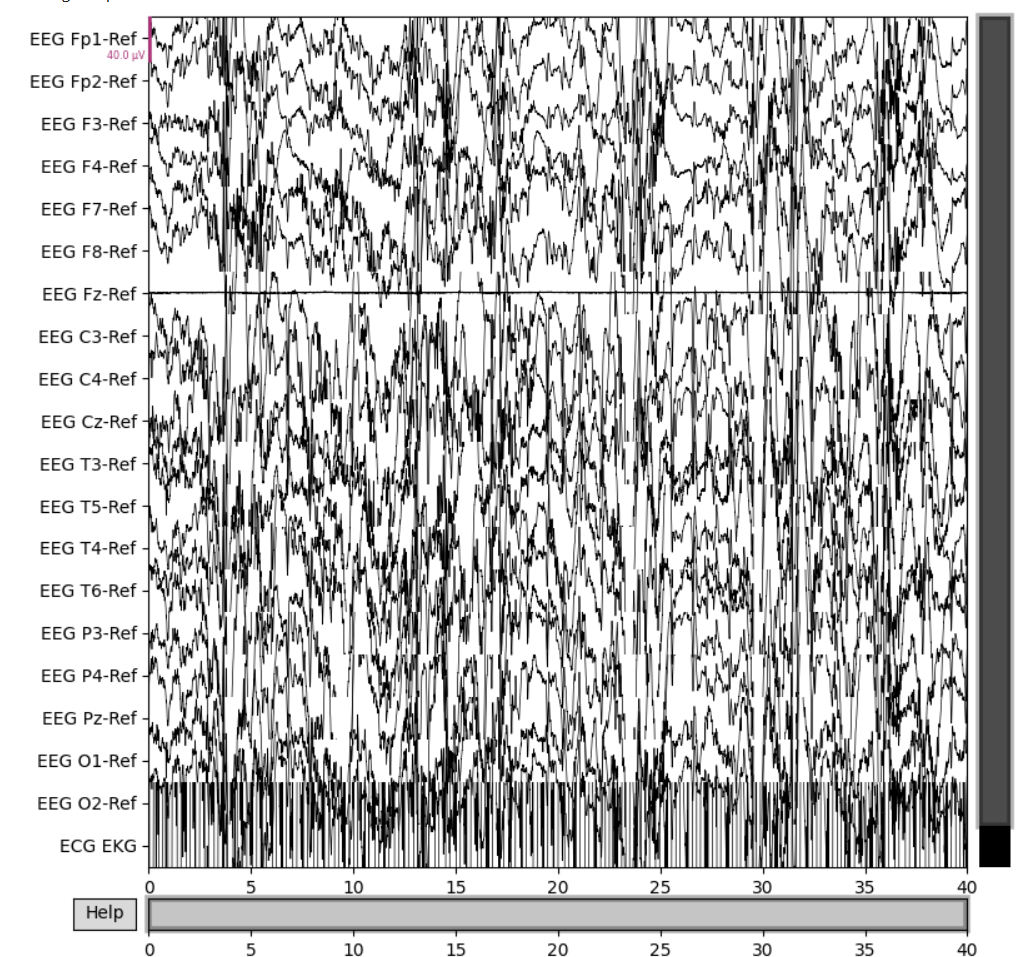 EEG Fp1-Ref
40.0 µV
EEG Fp2-Ref
EEG F3-Ref
EEG F4-Ref
EEG F7-Ref
EEG F8-Ref
EEG Fz-Ref
EEG C3-Ref
EEG C4-Ref
EEG Cz-Ref
EEG T3-Ref
EEG T5-Ref
EEG T4-Ref
EEG T6-Ref
EEG P3-Ref
EEG P4-Ref
EEG Pz-Ref
EEG O1-Ref
EEG O2-Ref
ECG EKG
0 5 10 15 20 25 30 35 40
Help
0 5 10 15 20 25 30 35 40